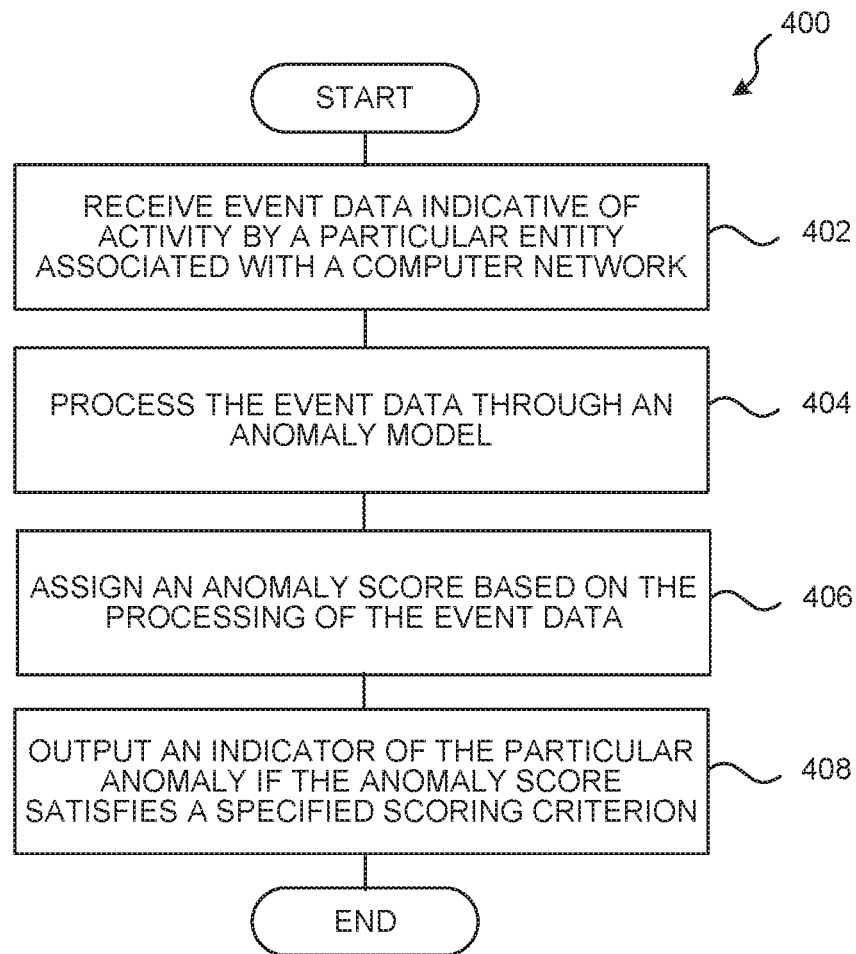 400
START
RECEIVE EVENT DATA INDICATIVE OF
ACTIVITY BY A PARTICULAR ENTITY
ASSOCIATED WITH A COMPUTER NETWORK
402
PROCESS THE EVENT DATA THROUGH AN
ANOMALY MODEL
404
ASSIGN AN ANOMALY SCORE BASED ON THE
PROCESSING OF THE EVENT DATA
406
OUTPUT AN INDICATOR OF THE PARTICULAR
ANOMALY IF THE ANOMALY SCORE
SATISFIES A SPECIFIED SCORING CRITERION
408
END